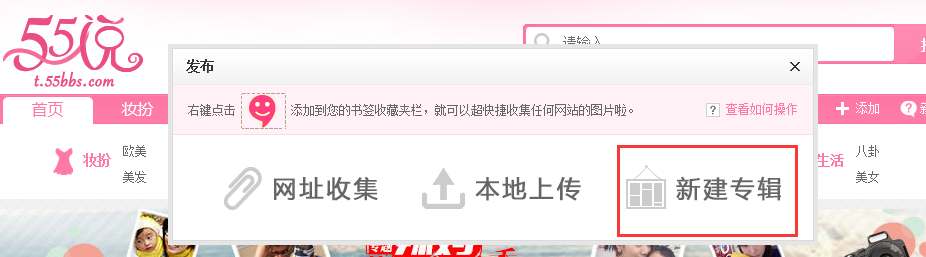 55说
t.55bbs.com
请输入
发布
首页
妆扮
添加
右键点击
添加到您的书签收藏夹栏，就可以超快捷收集任何网站的图片啦。
? 查看如何操作
妆扮
欧美
美发
生活
八卦
美女
网址收集
本地上传
新建专辑